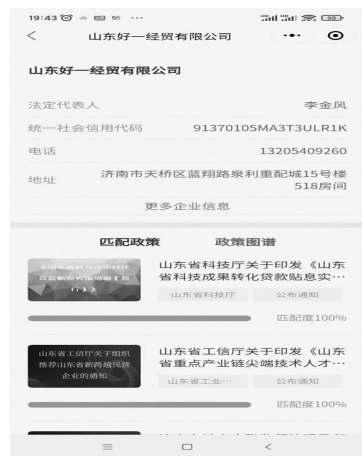 19:43
山东好一经贸有限公司
山东好一经贸有限公司
法定代表人 李金凤
统一社会信用代码 91370105MA3T3ULR1K
电话 13205409260
地址 济南市天桥区蓝翔路泉利重配城15号楼
518房间
更多企业信息
匹配政策 政策图谱
山东省科技厅关于印发《山东
省科技成果转化贷款贴息实…
山东省科技厅 公布通知
匹配度100%
山东省工信厅关于组织
推荐山东省新跨越民营
企业的通知
山东省工信厅关于印发《山东
省重点产业链尖端技术人才…
山东省工业… 公布通知
匹配度100%